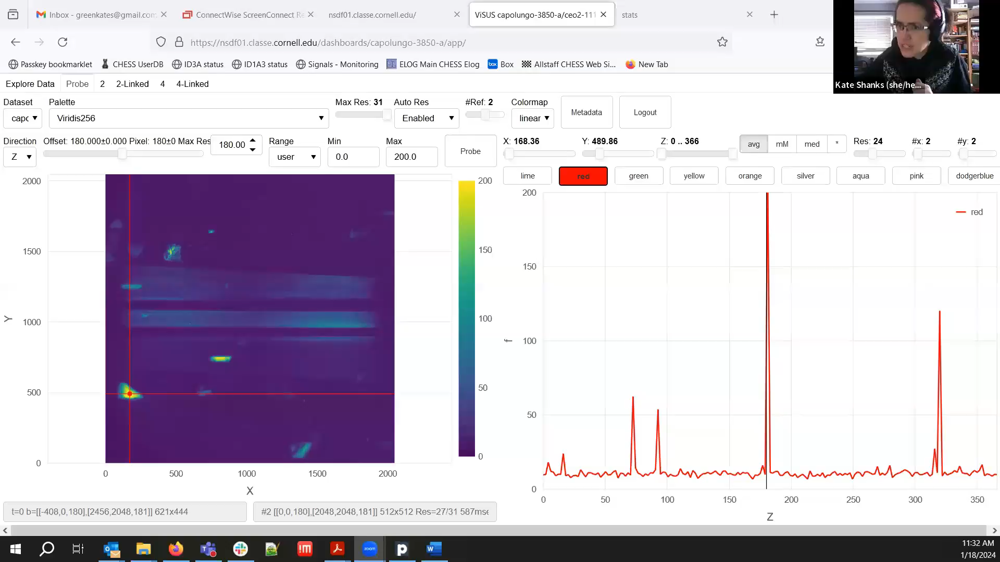 Inbox - greenkates@gmail.com
ConnectWise ScreenConnect Re
nsdf01.classe.cornell.edu/
ViSUS capolungo-3850-a/ceo2-111
stats
https://nsdf01.classe.cornell.edu/dashboards/capolungo-3850-a/app/
Passkey bookmarklet
CHESS UserDB
ID3A status
ID1A3 status
Signals - Monitoring
ELOG Main CHESS Elog
box
Box
Allstaff CHESS Web Si...
New Tab
Kate Shanks (she/he...
Explore Data Probe 2 2-Linked 4 4-Linked
Dataset Palette Max Res: 31 Auto Res #Ref: 2 Colormap
capc Viridis256 Enabled linear Metadata Logout
Direction Offset: 180.000±0.000 Pixel: 180±0 Max Res 180.00 Range Min Max
Z user 0.0 200.0 Probe
X: 168.36 Y: 489.86 Z: 0 .. 366 avg mM med * Res: 24 #x: 2 #y: 2
lime red green yellow orange silver aqua pink dodgerblue
2000
1500
1000
500
0
Y
0 500 1000 1500 2000
X
200
150
100
50
0
200
150
100
50
0
f
red
0 50 100 150 200 250 300 350
Z
t=0 b=[[-408,0,180],[2456,2048,181]] 621x444
#2 [[0,0,180],[2048,2048,181]] 512x512 Res=27/31 587mse
zoom
11:32 AM
1/18/2024